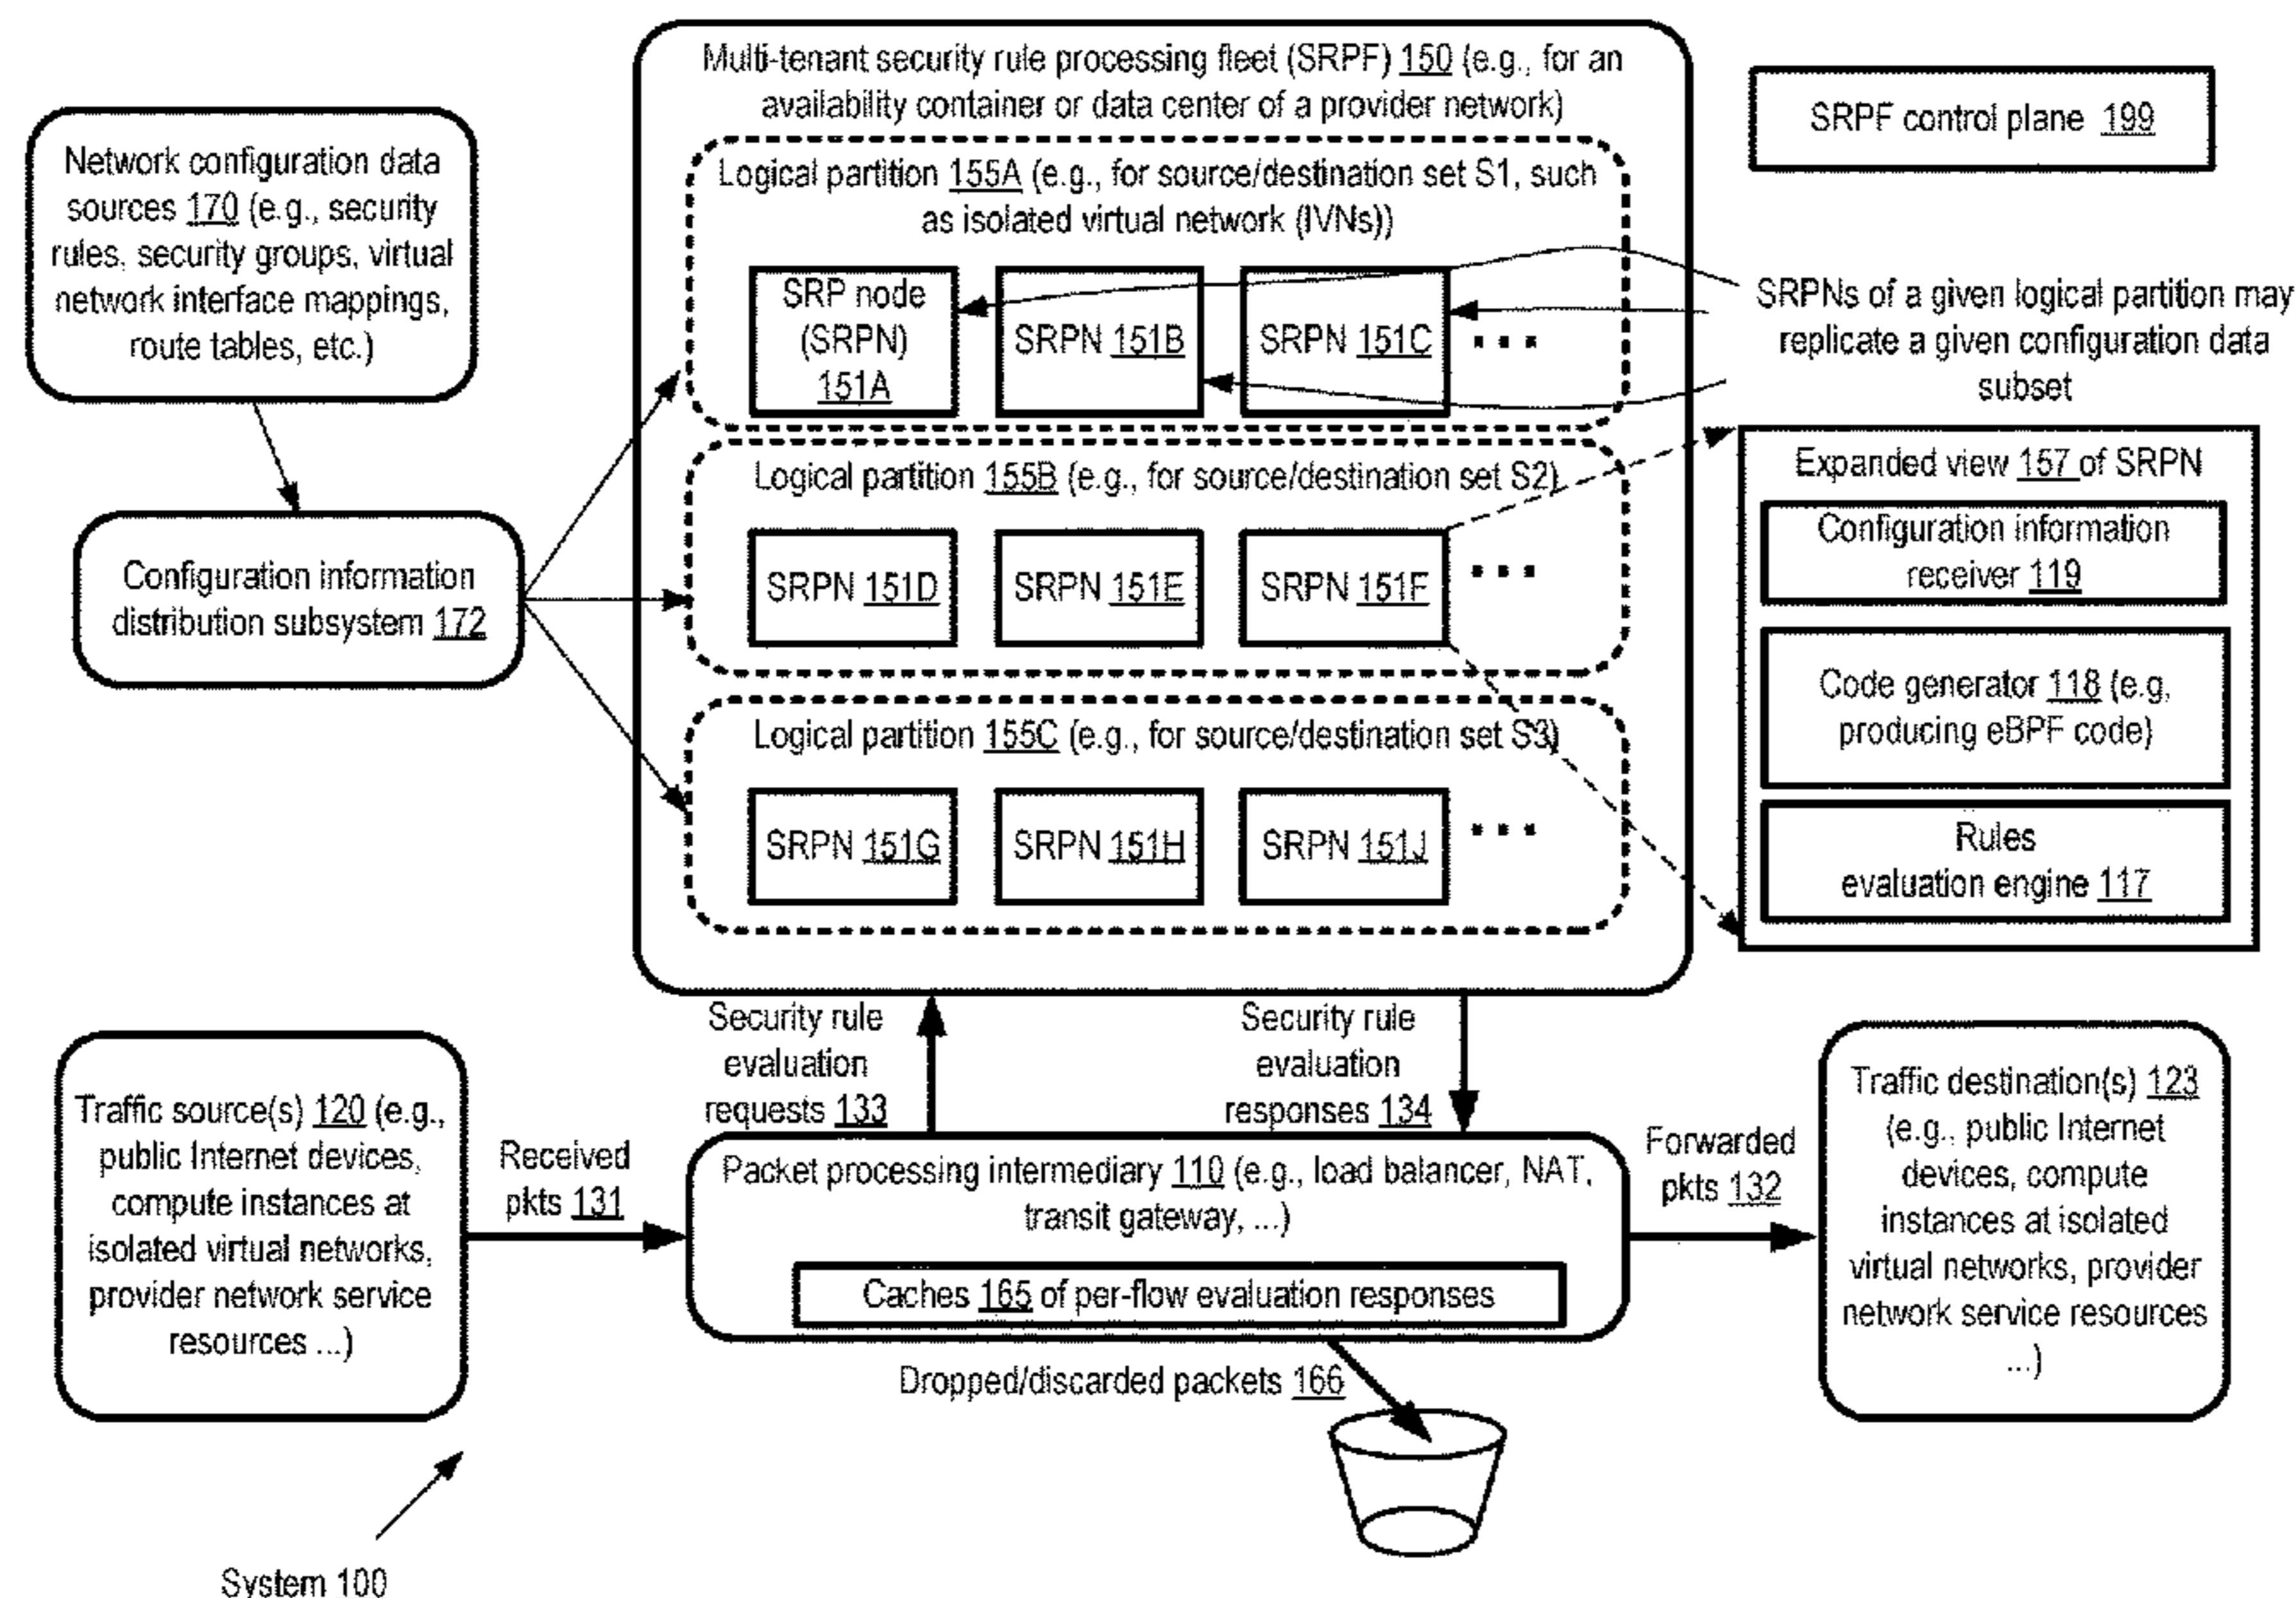 Multi-tenant security rule processing fleet (SRPF) 150 (e.g., for an
availability container or data center of a provider network)
SRPF control plane 199
Network configuration data
sources 170 (e.g., security
rules, security groups, virtual
network interface mappings,
route tables, etc.)
Logical partition 155A (e.g., for source/destination set S1, such
as isolated virtual network (IVNs))
SRP node
(SRPN)
151A
SRPN 151B
SRPN 151C
...
SRPNs of a given logical partition may
replicate a given configuration data
subset
Configuration information
distribution subsystem 172
Logical partition 155B (e.g., for source/destination set S2)
SRPN 151D
SRPN 151E
SRPN 151F
...
Expanded view 157 of SRPN
Configuration information
receiver 119
Code generator 118 (e.g,
producing eBPF code)
Rules
evaluation engine 117
Logical partition 155C (e.g., for source/destination set S3)
SRPN 151G
SRPN 151H
SRPN 151J
...
Security rule
evaluation
requests 133
Security rule
evaluation
responses 134
Traffic source(s) 120 (e.g.,
public Internet devices,
compute instances at
isolated virtual networks,
provider network service
resources ...)
Received
pkts 131
Packet processing intermediary 110 (e.g., load balancer, NAT,
transit gateway, ...)
Caches 165 of per-flow evaluation responses
Forwarded
pkts 132
Traffic destination(s) 123
(e.g., public Internet
devices, compute
instances at isolated
virtual networks, provider
network service resources
...)
Dropped/discarded packets 166
System 100